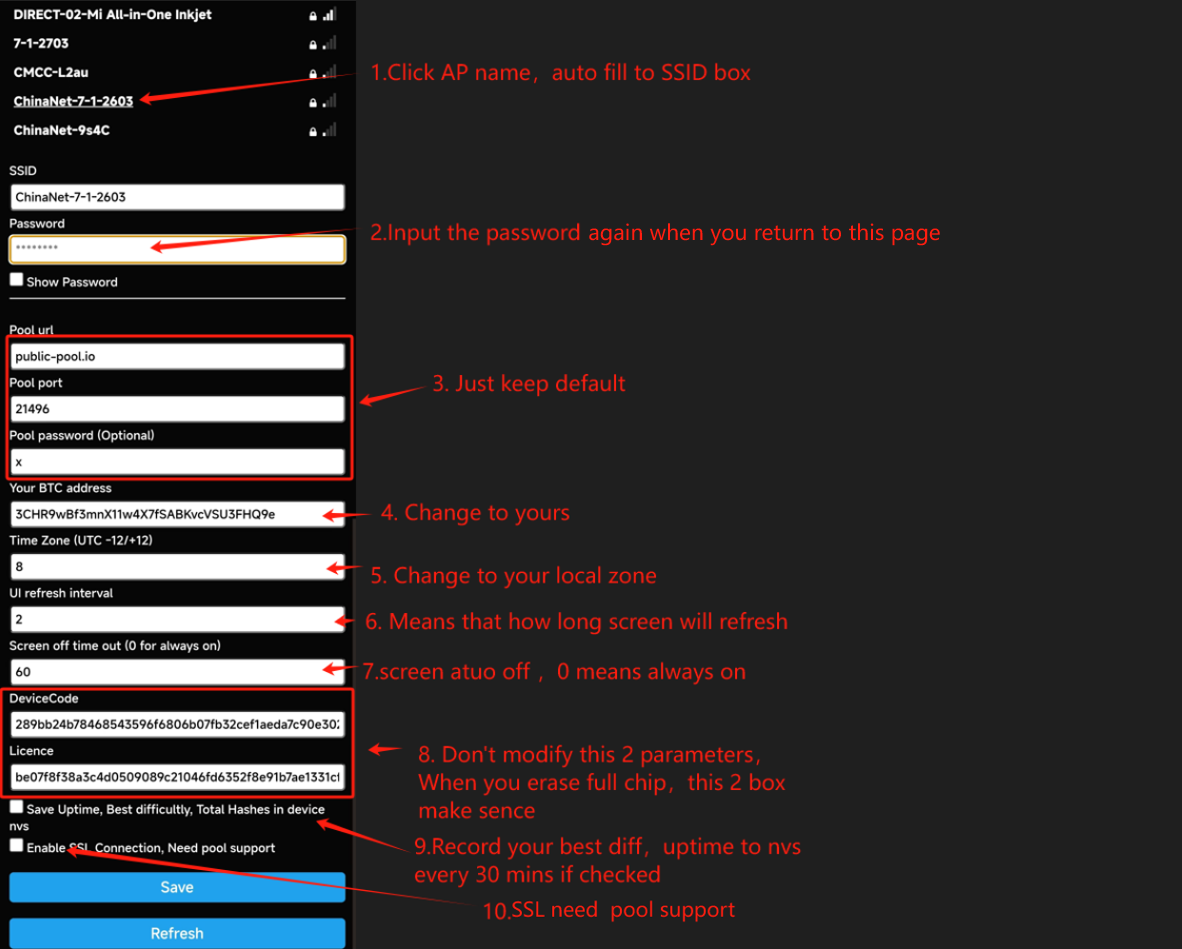 DIRECT-02-Mi All-in-One Inkjet
7-1-2703
CMCC-L2au
1.Click AP name，auto fill to SSID box
ChinaNet-7-1-2603
ChinaNet-9s4C
SSID
ChinaNet-7-1-2603
Password
********
2.Input the password again when you return to this page
Show Password
Pool url
public-pool.io
Pool port
3. Just keep default
21496
Pool password (Optional)
x
Your BTC address
3CHR9wBf3mnX11w4X7fSABKvcVSU3FHQ9e
4. Change to yours
Time Zone (UTC -12/+12)
8
5. Change to your local zone
UI refresh interval
2
6. Means that how long screen will refresh
Screen off time out (0 for always on)
60
7.screen atuo off ，0 means always on
DeviceCode
289bb24b78468543596f6806b07fb32cef1aeda7c90e302
Licence
be07f8f38a3c4d0509089c21046fd6352f8e91b7ae1331cf
8. Don't modify this 2 parameters，
When you erase full chip，this 2 box
make sence
Save Uptime, Best difficultly, Total Hashes in device
nvs
Enable SSL Connection, Need pool support
9.Record your best diff，uptime to nvs
every 30 mins if checked
Save
10.SSL need pool support
Refresh